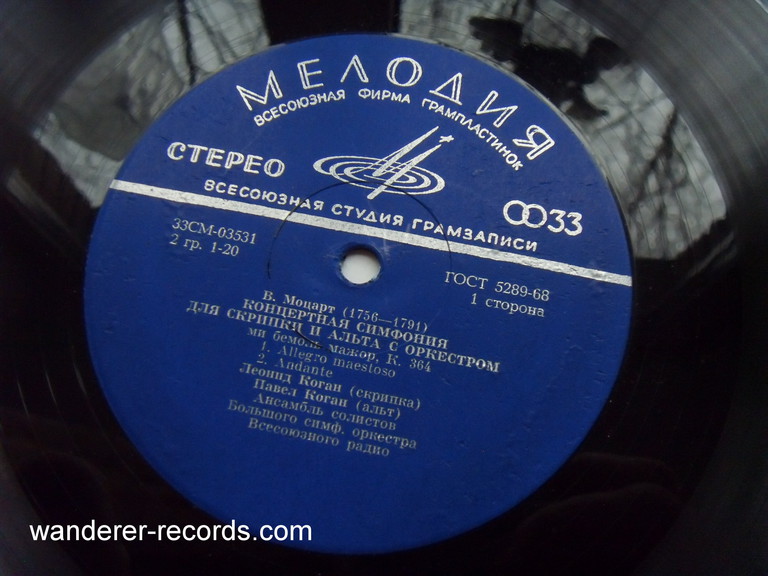 МЕЛОДИЯ
ВСЕСОЮЗНАЯ ФИРМА ГРАМПЛАСТИНОК
СТЕРЕО
33
ВСЕСОЮЗНАЯ СТУДИЯ ГРАМЗАПИСИ
33СМ-03531
2 гр. 1-20
ГОСТ 5289-68
1 сторона
В. Моцарт (1756—1791)
КОНЦЕРТНАЯ СИМФОНИЯ
ДЛЯ СКРИПКИ И АЛЬТА С ОРКЕСТРОМ
ми бемоль мажор, К. 364
1. Allegro maestoso
2. Andante
Леонид Коган (скрипка)
Павел Коган (альт)
Ансамбль солистов
Большого симф. оркестра
Всесоюзного радио
wanderer-records.com